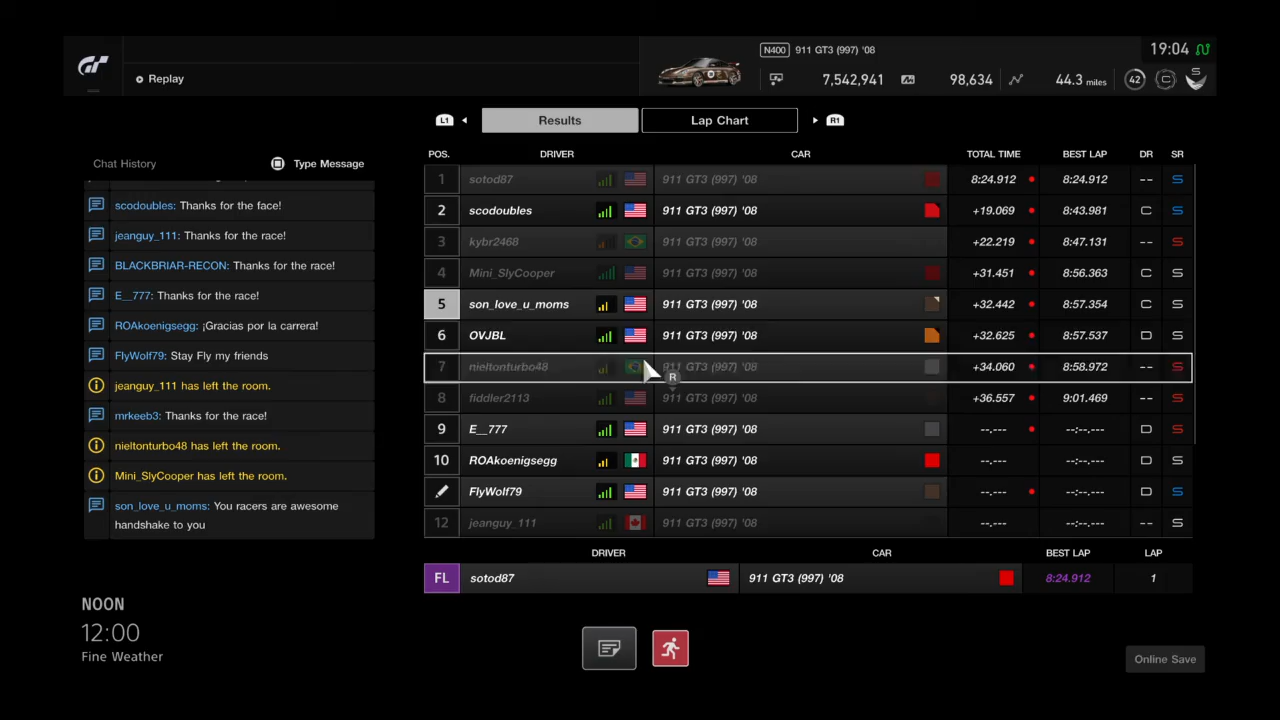 Replay
N400 911 GT3 (997) '08
19:04
7,542,941 98,634 44.3 miles 42 C S
L1 Results Lap Chart R1
Chat History Type Message
scodoubles: Thanks for the face!
jeanguy_111: Thanks for the race!
BLACKBRIAR-RECON: Thanks for the race!
E__777: Thanks for the race!
ROAkoenigsegg: ¡Gracias por la carrera!
FlyWolf79: Stay Fly my friends
jeanguy_111 has left the room.
mrkeeb3: Thanks for the race!
nieltonturbo48 has left the room.
Mini_SlyCooper has left the room.
son_love_u_moms: You racers are awesome
handshake to you
POS. DRIVER CAR TOTAL TIME BEST LAP DR SR
1 sotod87 911 GT3 (997) '08 8:24.912 8:24.912 -- S
2 scodoubles 911 GT3 (997) '08 +19.069 8:43.981 C S
3 kybr2468 911 GT3 (997) '08 +22.219 8:47.131 -- S
4 Mini_SlyCooper 911 GT3 (997) '08 +31.451 8:56.363 C S
5 son_love_u_moms 911 GT3 (997) '08 +32.442 8:57.354 C S
6 OVJBL 911 GT3 (997) '08 +32.625 8:57.537 D S
7 nieltonturbo48 911 GT3 (997) '08 +34.060 8:58.972 -- S
R
8 fiddler2113 911 GT3 (997) '08 +36.557 9:01.469 -- S
9 E__777 911 GT3 (997) '08 --.--- --:--.--- D S
10 ROAkoenigsegg 911 GT3 (997) '08 --.--- --:--.--- D S
FlyWolf79 911 GT3 (997) '08 --.--- --:--.--- D S
12 jeanguy_111 911 GT3 (997) '08 --.--- --:--.--- -- S
DRIVER CAR BEST LAP LAP
FL sotod87 911 GT3 (997) '08 8:24.912 1
NOON
12:00
Fine Weather
Online Save